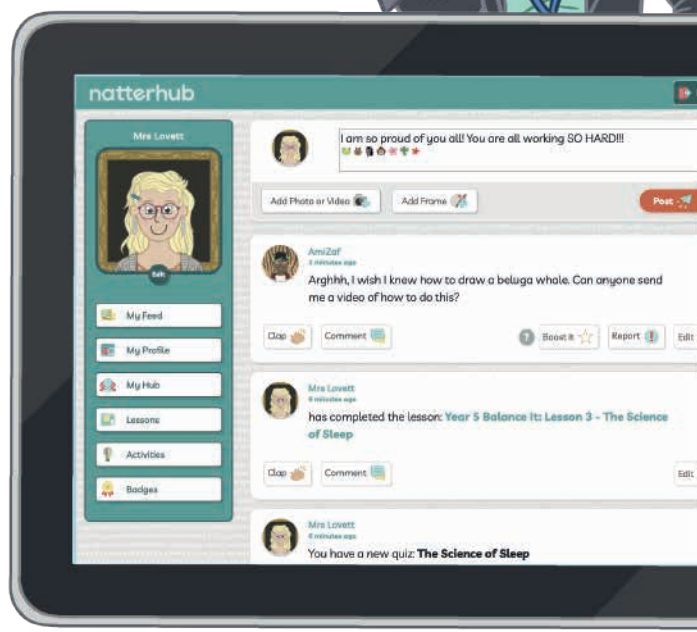 natterhub
Mrs Lovett
Edit
My Feed
My Profile
My Hub
Lessons
Activities
Badges
I am so proud of you all! You are all working SO HARD!!!
Add Photo or Video
Add Frame
Post
AmiZaf
Arghhh, I wish I knew how to draw a beluga whale. Can anyone send
me a video of how to do this?
Clap
Comment
?
Boost It
Report
Edit
Mrs Lovett
minutes ago
has completed the lesson: Year 5 Balance It: Lesson 3 - The Science
of Sleep
Clap
Comment
Edit
Mrs Lovett
minutes ago
You have a new quiz: The Science of Sleep